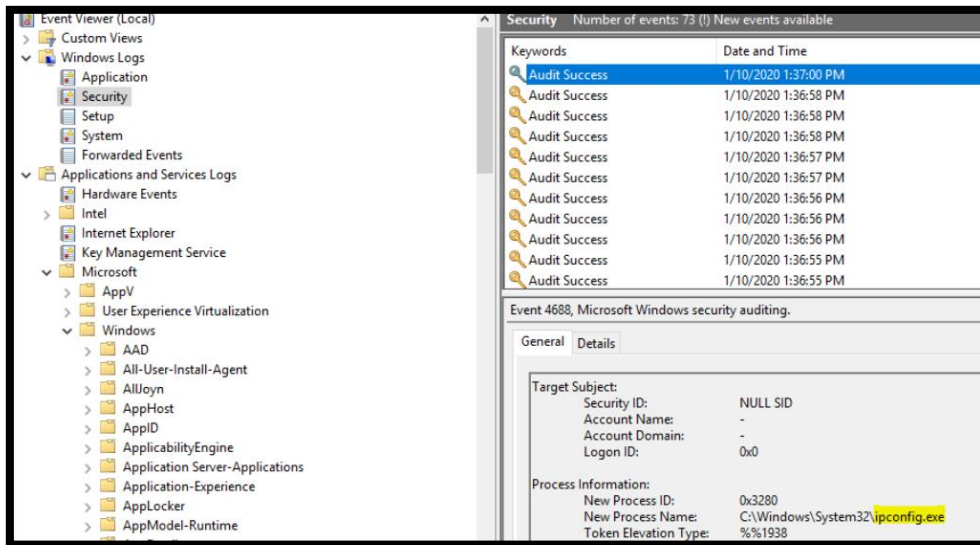 Event Viewer (Local)
Custom Views
Windows Logs
Application
Security
Setup
System
Forwarded Events
Applications and Services Logs
Hardware Events
Intel
Internet Explorer
Key Management Service
Microsoft
AppV
User Experience Virtualization
Windows
AAD
All-User-Install-Agent
AllJoyn
AppHost
AppID
ApplicabilityEngine
Application Server-Applications
Application-Experience
AppLocker
AppModel-Runtime
Security Number of events: 73 (!) New events available
Keywords Date and Time
Audit Success 1/10/2020 1:37:00 PM
Audit Success 1/10/2020 1:36:58 PM
Audit Success 1/10/2020 1:36:58 PM
Audit Success 1/10/2020 1:36:58 PM
Audit Success 1/10/2020 1:36:57 PM
Audit Success 1/10/2020 1:36:57 PM
Audit Success 1/10/2020 1:36:56 PM
Audit Success 1/10/2020 1:36:56 PM
Audit Success 1/10/2020 1:36:56 PM
Audit Success 1/10/2020 1:36:55 PM
Audit Success 1/10/2020 1:36:55 PM
Event 4688, Microsoft Windows security auditing.
General Details
Target Subject:
Security ID: NULL SID
Account Name: -
Account Domain: -
Logon ID: 0x0
Process Information:
New Process ID: 0x3280
New Process Name: C:\Windows\System32\ipconfig.exe
Token Elevation Type: %%1938